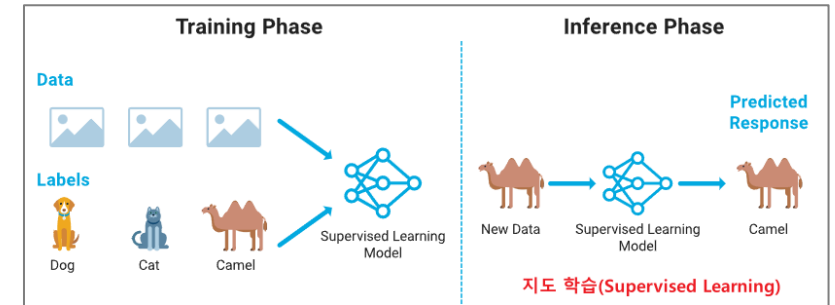 Training Phase
Data
Labels
Dog
Cat
Camel
Supervised Learning
Model
Inference Phase
Predicted
Response
New Data
Supervised Learning
Model
Camel
지도 학습(Supervised Learning)